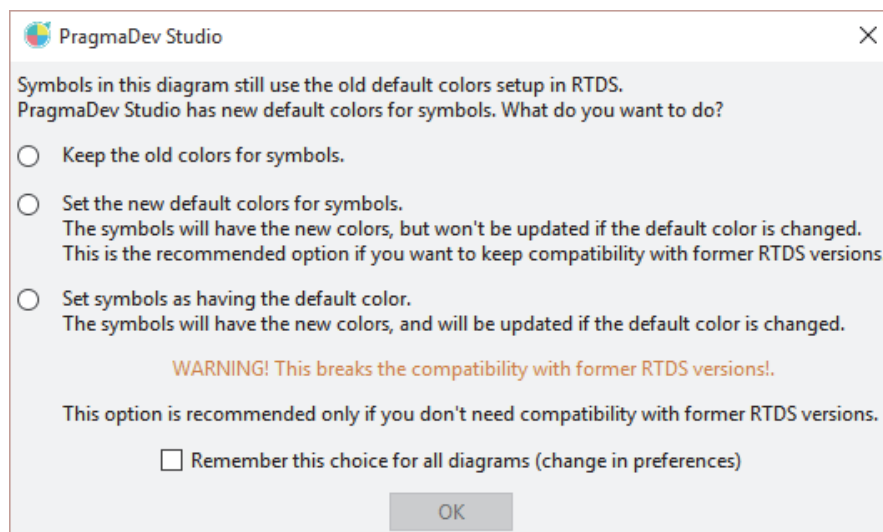 PragmaDev Studio
Symbols in this diagram still use the old default colors setup in RTDS.
PragmaDev Studio has new default colors for symbols. What do you want to do?
Keep the old colors for symbols.
Set the new default colors for symbols.
The symbols will have the new colors, but won't be updated if the default color is changed.
This is the recommended option if you want to keep compatibility with former RTDS versions
Set symbols as having the default color.
The symbols will have the new colors, and will be updated if the default color is changed.
WARNING! This breaks the compatibility with former RTDS versions!.
This option is recommended only if you don't need compatibility with former RTDS versions.
Remember this choice for all diagrams (change in preferences)
OK